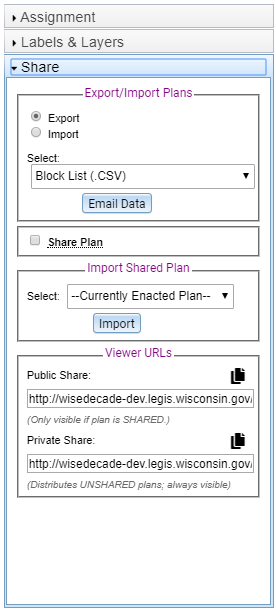 Assignment
Labels & Layers
Share
Export/Import Plans
Export
Import
Select:
Block List (.CSV)
Email Data
Share Plan
Import Shared Plan
Select: --Currently Enacted Plan--
Import
Viewer URLs
Public Share:
http://wisedecade-dev.legis.wisconsin.gov/
(Only visible if plan is SHARED.)
Private Share:
http://wisedecade-dev.legis.wisconsin.gov/
(Distributes UNSHARED plans; always visible)